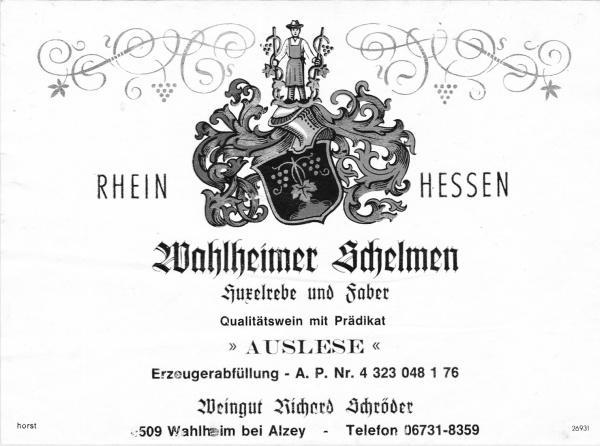 RHEIN HESSEN
Wahlheimer Schelmen
Huxelrebe und Faber
Qualitätswein mit Prädikat
» AUSLESE «
Erzeugerabfüllung - A. P. Nr. 4 323 048 1 76
Weingut Richard Schröder
6509 Wahlheim bei Alzey - Telefon 06731-8359
horst 26931